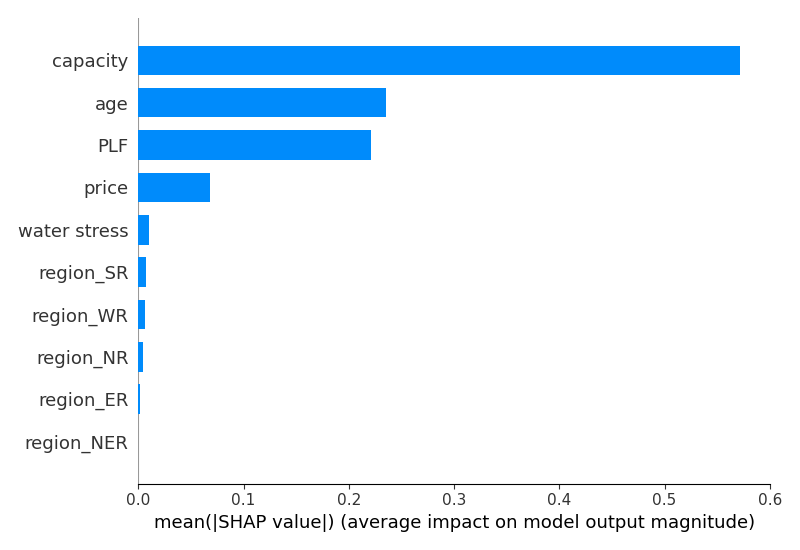 capacity
age
PLF
price
water stress
region_SR
region_WR
region_NR
region_ER
region_NER
0.0 0.1 0.2 0.3 0.4 0.5 0.6
mean(|SHAP value|) (average impact on model output magnitude)